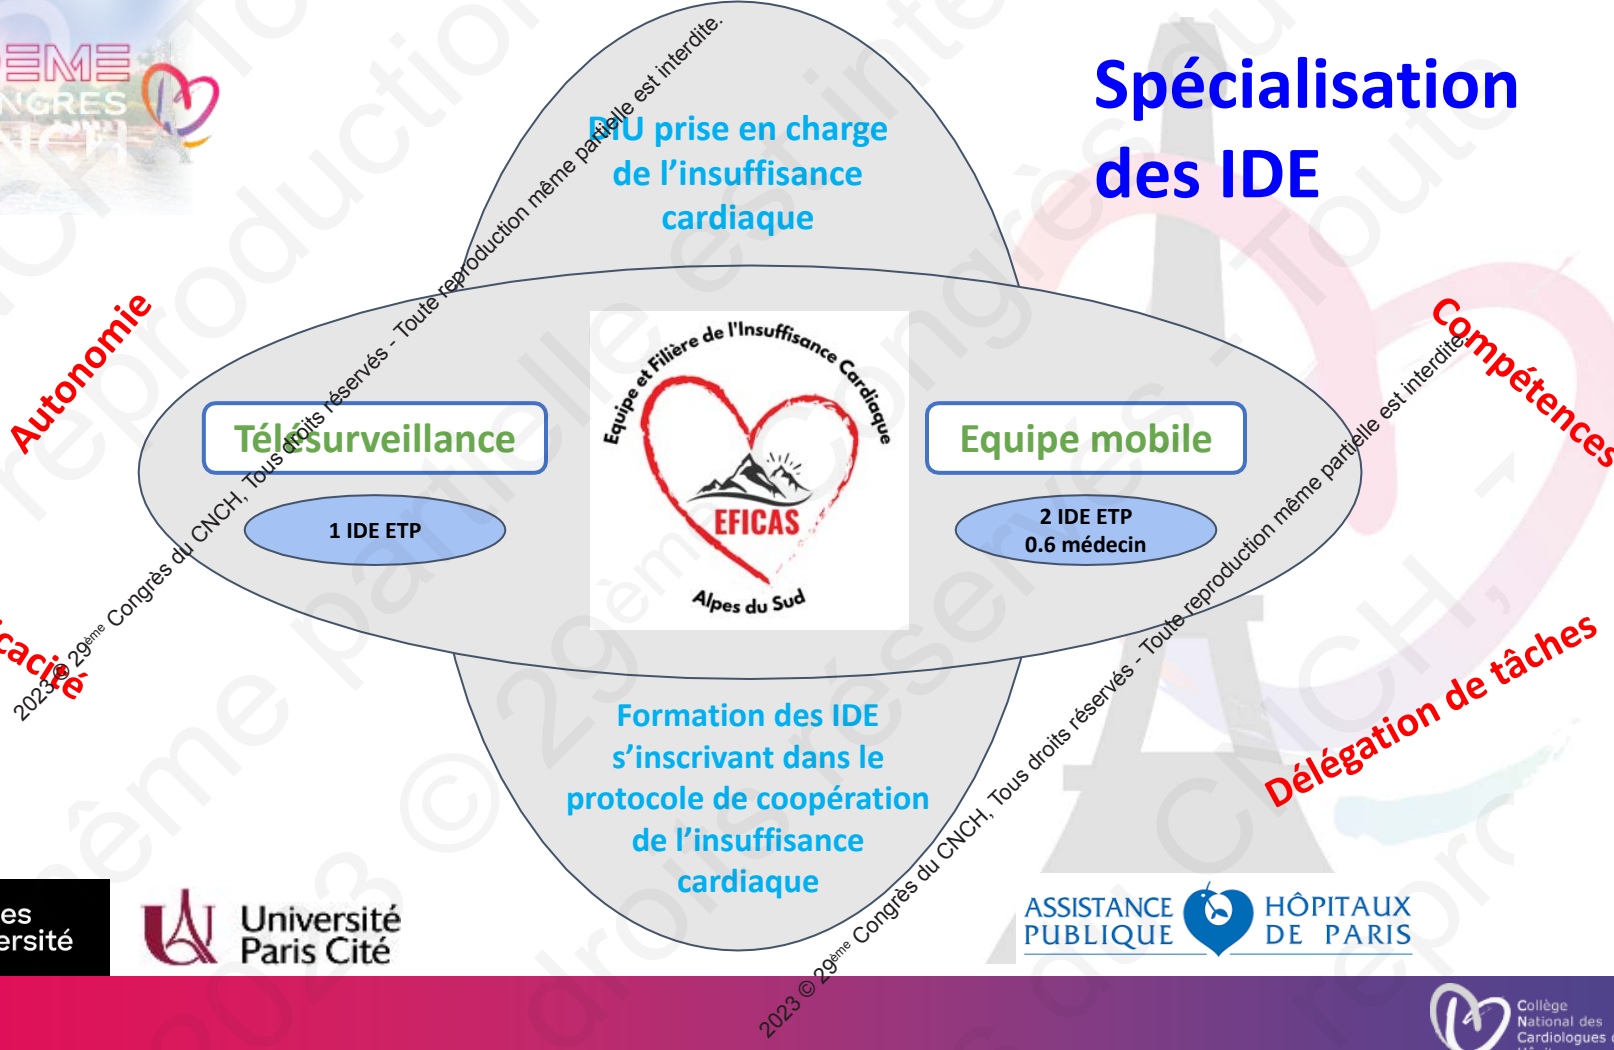 Spécialisation
des IDE
DIU prise en charge
de l’insuffisance
cardiaque
Autonomie
Compétences
Equipe et Filière de l'Insuffisance Cardiaque
EFICAS
Alpes du Sud
Télésurveillance
1 IDE ETP
Equipe mobile
2 IDE ETP
0.6 médecin
Délégation de tâches
Formation des IDE
s’inscrivant dans le
protocole de coopération
de l’insuffisance
cardiaque
Université
Paris Cité
ASSISTANCE
PUBLIQUE
HÔPITAUX
DE PARIS
Collège
National des
Cardiologues
2023 © 29ème Congrès du CNCH, Tous droits réservés - Toute reproduction même partielle est interdite.
2023 © 29ème Congrès du CNCH, Tous droits réservés - Toute reproduction même partielle est interdite.